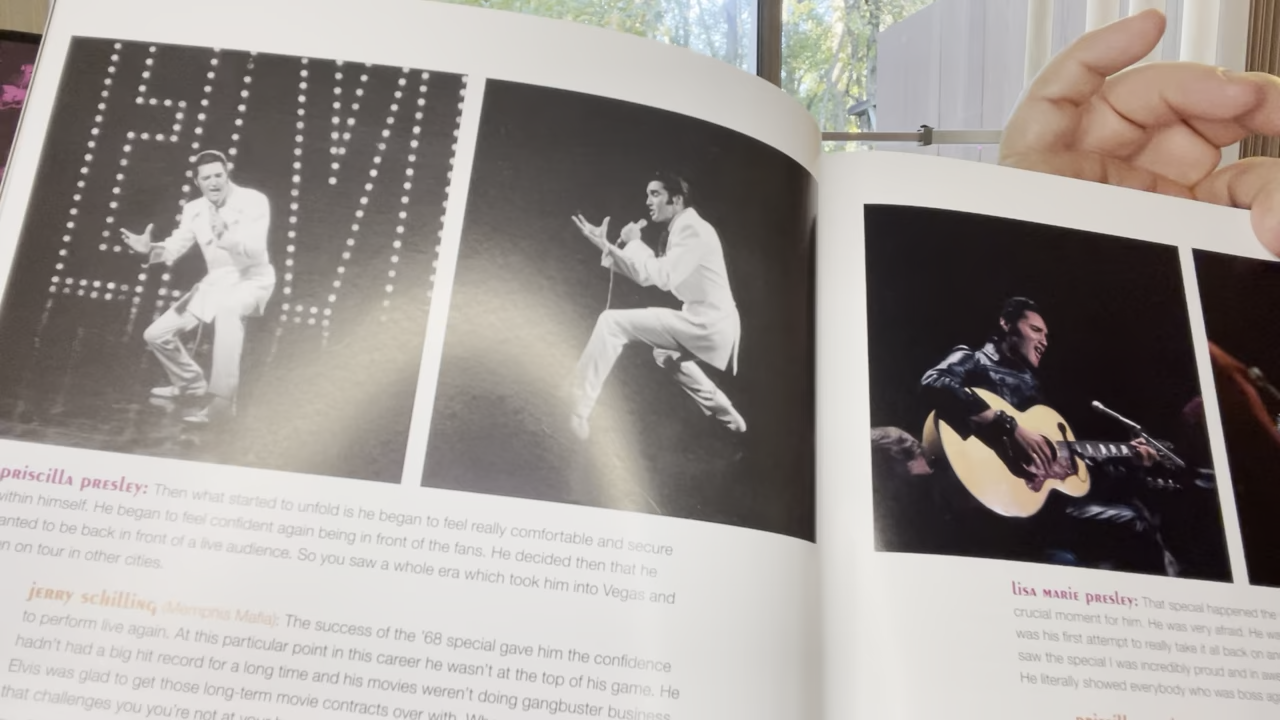 ELVI
PRISCILLA PRESLEY: Then what started to unfold is he began to feel really comfortable and secure
within himself. He began to feel confident again being in front of the fans. He decided then that he
anted to be back in front of a live audience. So you saw a whole era which took him into Vegas and
n on tour in other cities.
JERRY SCHILLING (Memphis Mafia): The success of the '68 special gave him the confidence
to perform live again. At this particular point in this career he wasn't at the top of his game. He
hadn't had a big hit record for a long time and his movies weren't doing gangbuster business
Elvis was glad to get those long-term movie contracts over with.
that challenges you you're not at
LISA MARIE PRESLEY: That special happened the
crucial moment for him. He was very afraid. He
was his first attempt to really take it all back on
saw the special I was incredibly proud and in
He literally showed everybody who was boss